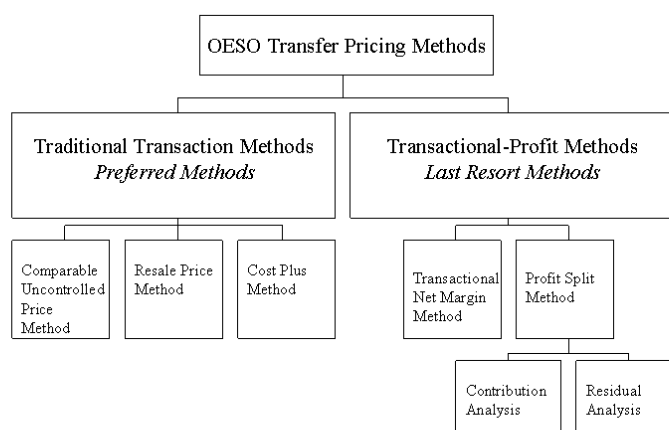 OESO Transfer Pricing Methods
Traditional Transaction Methods
Preferred Methods
Transactional-Profit Methods
Last Resort Methods
Comparable
Uncontrolled
Price
Method
Resale Price
Method
Cost Plus
Method
Transactional
Net Margin
Method
Profit Split
Method
Contribution
Analysis
Residual
Analysis